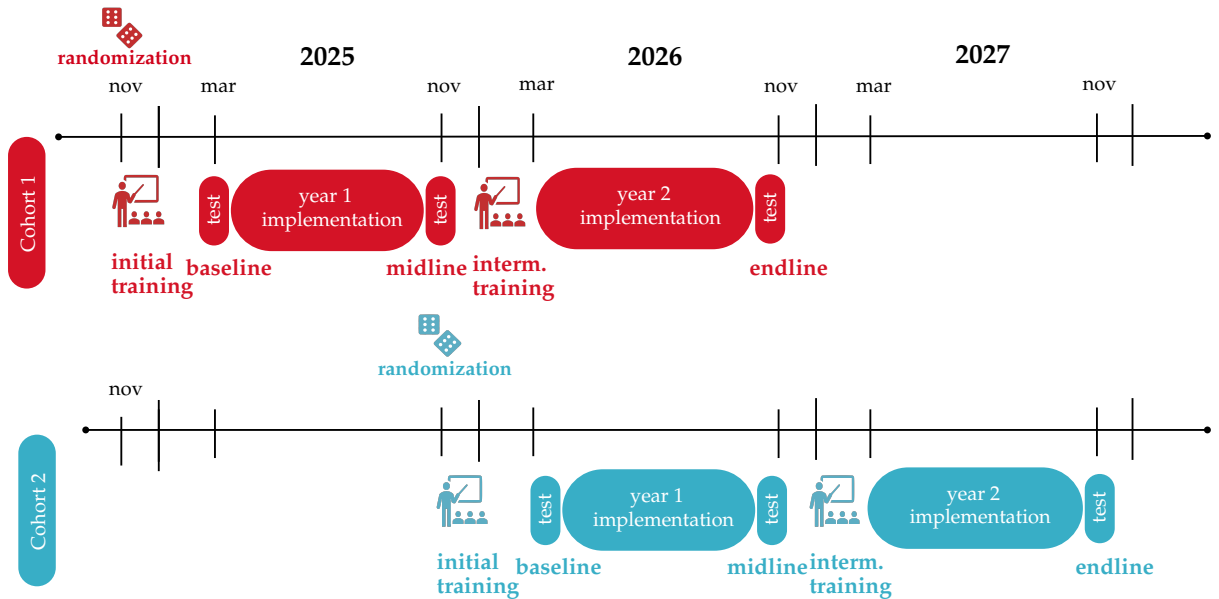 randomization
2025
2026
2027
nov
mar
nov
mar
nov
mar
nov
Cohort 1
test
year 1
implementation
test
year 2
implementation
test
initial
training
baseline
midline
interm.
training
endline
randomization
nov
Cohort 2
test
year 1
implementation
test
year 2
implementation
test
initial
training
baseline
midline
interm.
training
endline